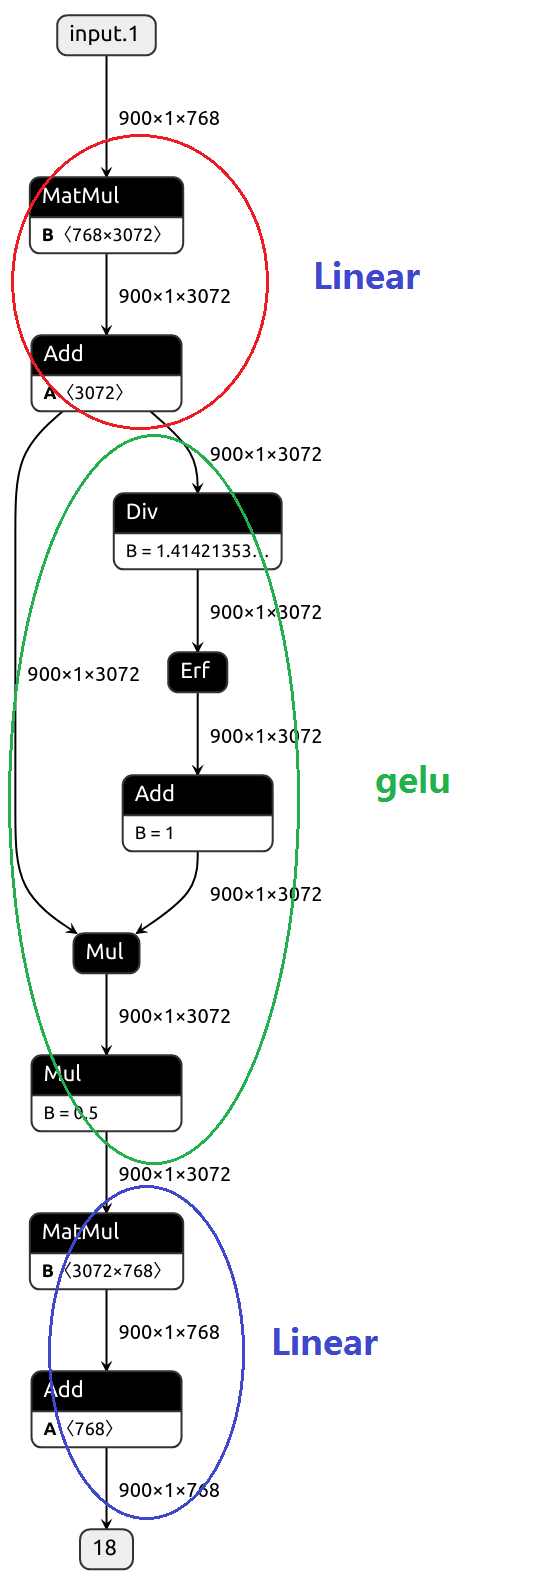 input.1
900×1×768
MatMul
B 〈768×3072〉
Linear
900×1×3072
Add
A 〈3072〉
900×1×3072
Div
B = 1.41421353...
900×1×3072
Erf
900×1×3072
900×1×3072
Add
gelu
B = 1
900×1×3072
Mul
900×1×3072
Mul
B = 0.5
900×1×3072
MatMul
B 〈3072×768〉
900×1×768
Linear
Add
A 〈768〉
900×1×768
18